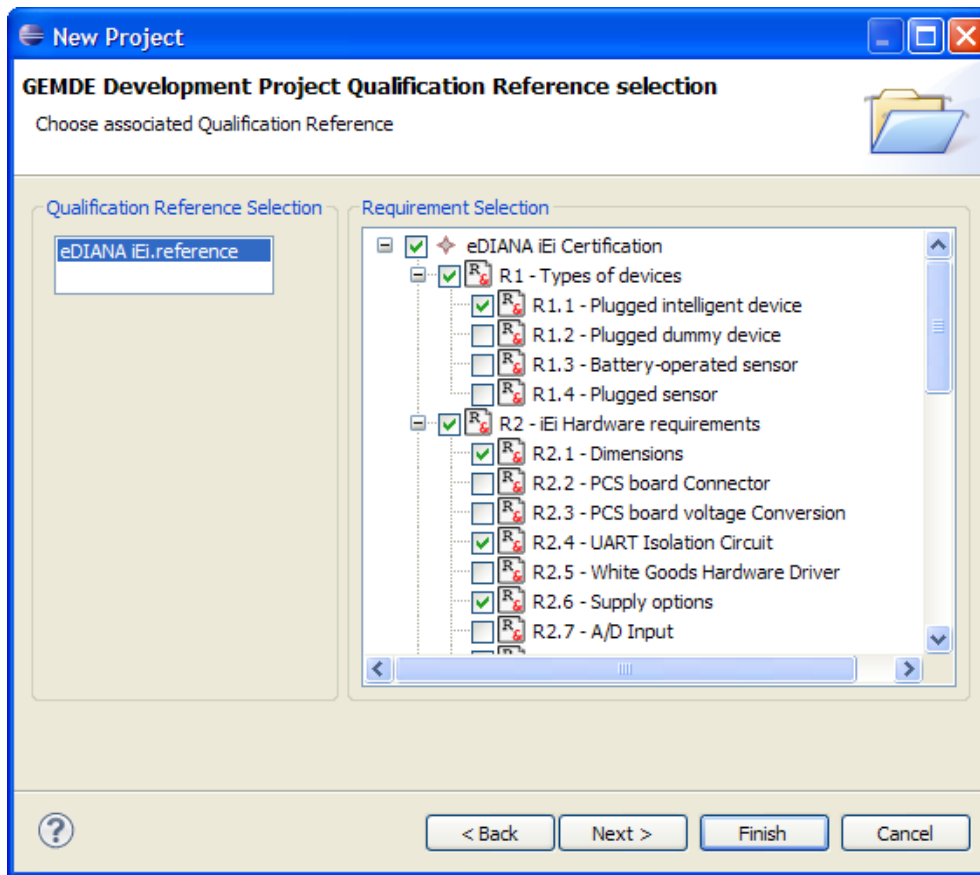 New Project
GEMDE Development Project Qualification Reference selection
Choose associated Qualification Reference
Qualification Reference Selection
eDIANA iEi.reference
Requirement Selection
eDIANA iEi Certification
R1 - Types of devices
R1.1 - Plugged intelligent device
R1.2 - Plugged dummy device
R1.3 - Battery-operated sensor
R1.4 - Plugged sensor
R2 - iEi Hardware requirements
R2.1 - Dimensions
R2.2 - PCS board Connector
R2.3 - PCS board voltage Conversion
R2.4 - UART Isolation Circuit
R2.5 - White Goods Hardware Driver
R2.6 - Supply options
R2.7 - A/D Input
< Back
Next >
Finish
Cancel